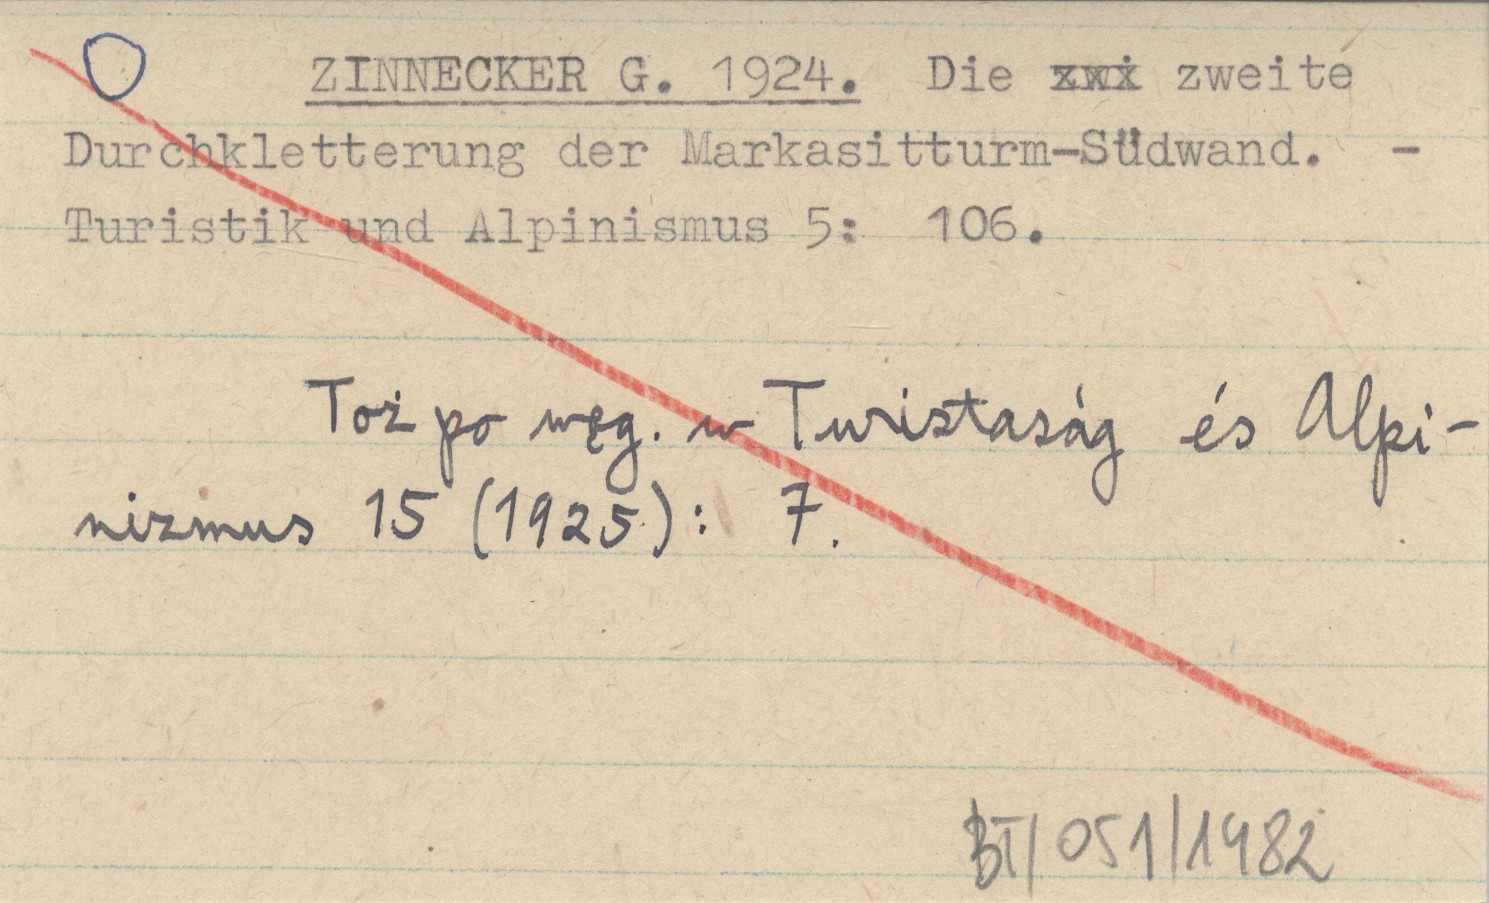 ZINNECKER G. 1924. Die xwi zweite
Durchkletterung der Markasitturm-Südwand. -
Turistik und Alpinismus 5: 106.
Toż po węg. w Turistaság és Alpi-
nizmus 15 (1925): 7.
BT/051/1982